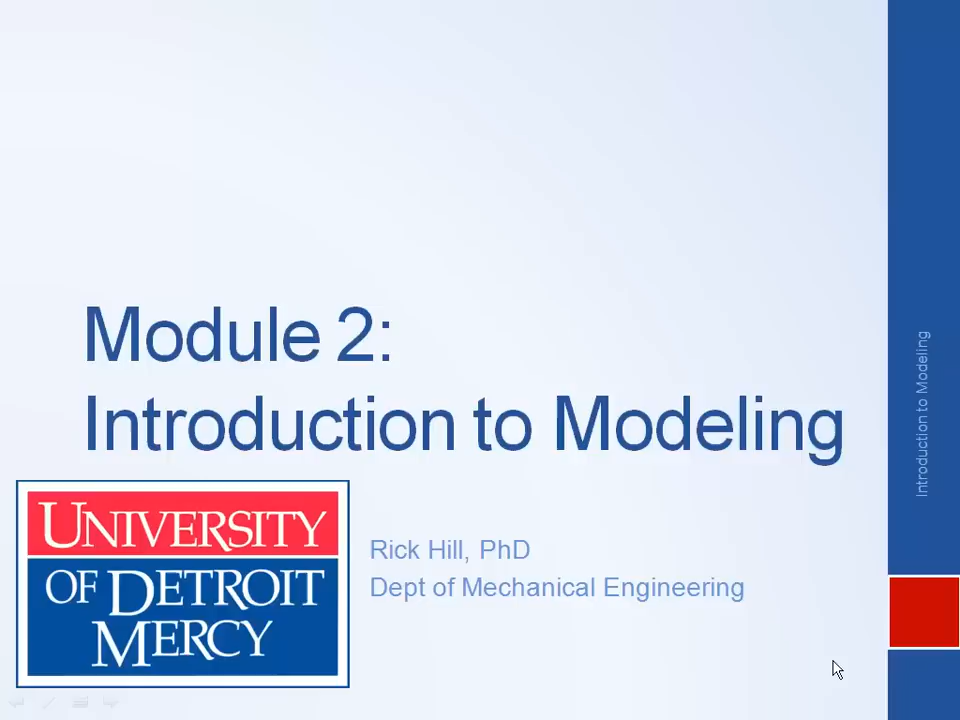 Module 2:
Introduction to Modeling
UNIVERSITY
OF DETROIT
MERCY
Rick Hill, PhD
Dept of Mechanical Engineering
Introduction to Modeling